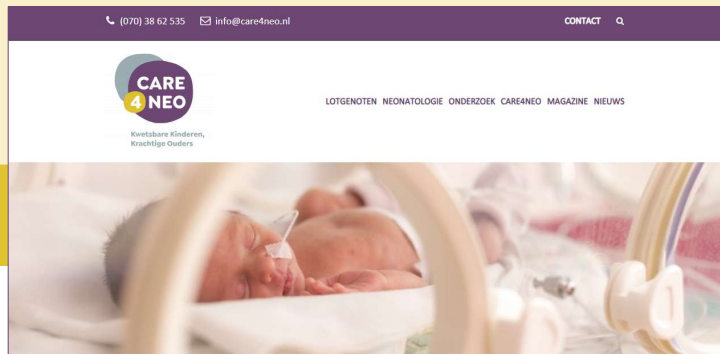 (070) 38 62 535 info@care4neo.nl CONTACT
CARE
4 NEO
Kwetsbare Kinderen,
Krachtige Ouders
LOTGENOTEN NEONATOLOGIE ONDERZOEK CARE4NEO MAGAZINE NIEUWS